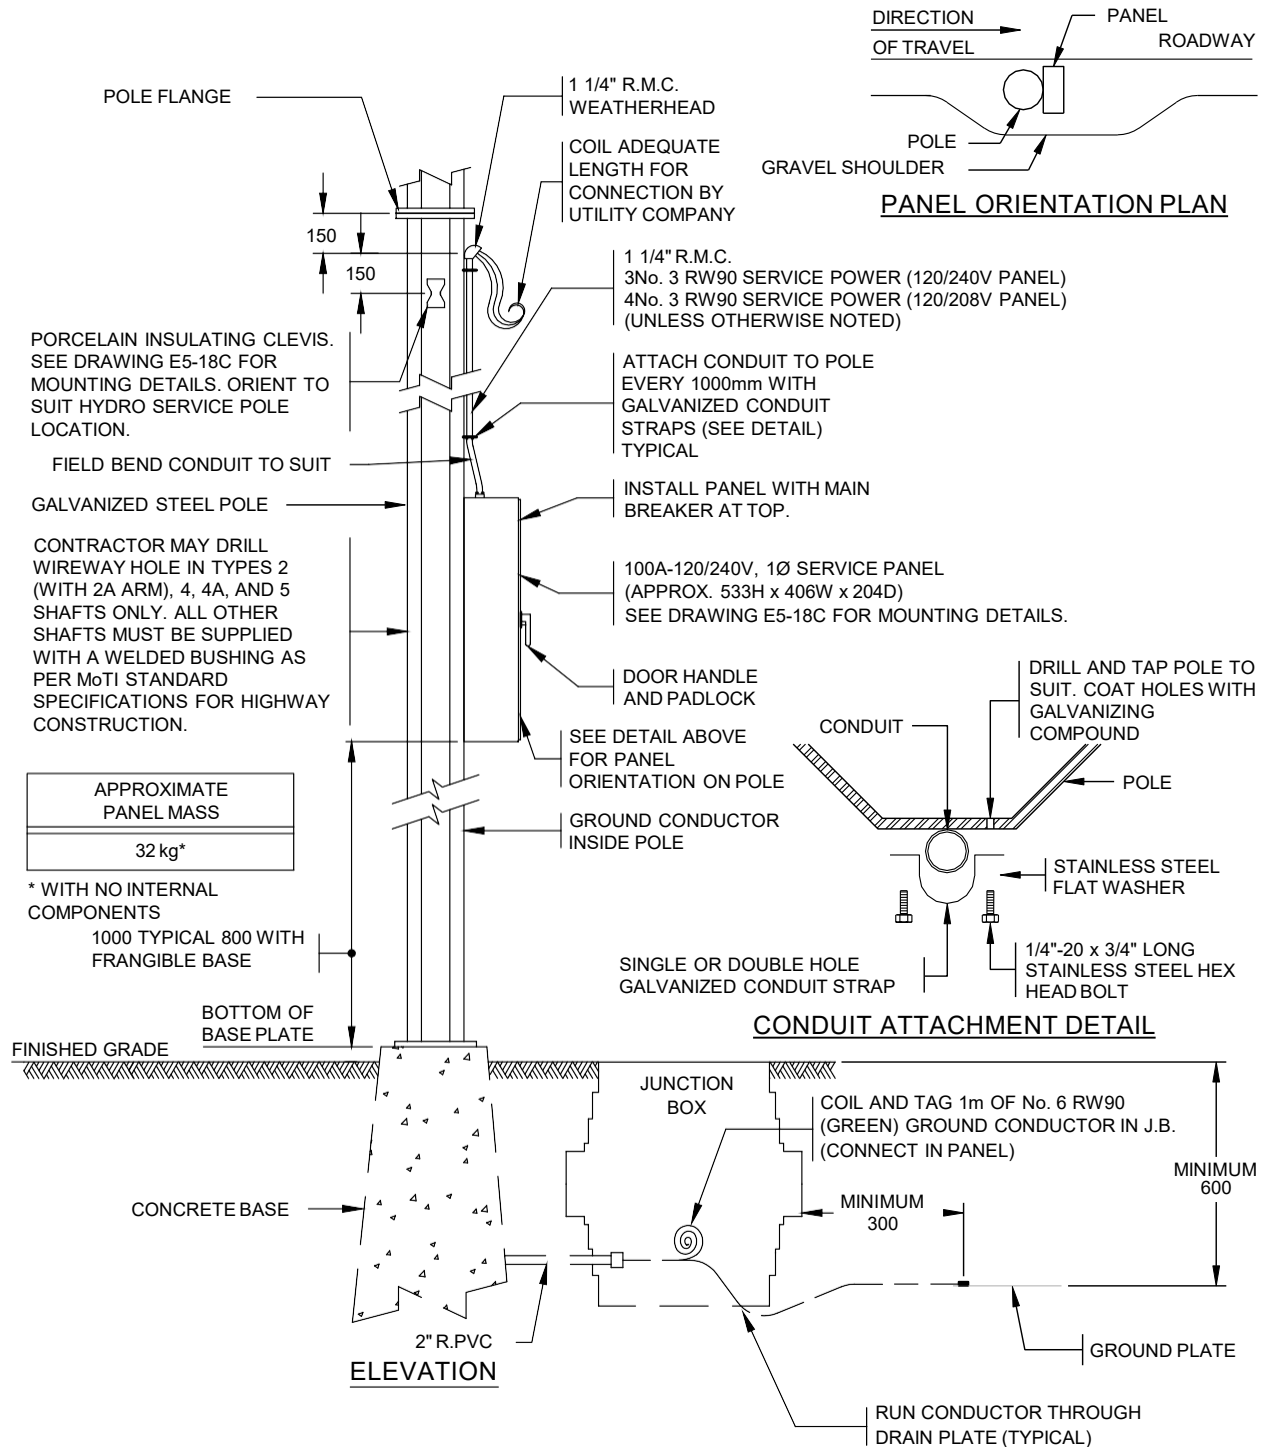 DIRECTION
OF TRAVEL
PANEL
ROADWAY
POLE
GRAVEL SHOULDER
PANEL ORIENTATION PLAN
POLE FLANGE
1 1/4" R.M.C.
WEATHERHEAD
COIL ADEQUATE
LENGTH FOR
CONNECTION BY
UTILITY COMPANY
150
150
1 1/4" R.M.C.
3No. 3 RW90 SERVICE POWER (120/240V PANEL)
4No. 3 RW90 SERVICE POWER (120/208V PANEL)
(UNLESS OTHERWISE NOTED)
PORCELAIN INSULATING CLEVIS.
SEE DRAWING E5-18C FOR
MOUNTING DETAILS. ORIENT TO
SUIT HYDRO SERVICE POLE
LOCATION.
ATTACH CONDUIT TO POLE
EVERY 1000mm WITH
GALVANIZED CONDUIT
STRAPS (SEE DETAIL)
TYPICAL
FIELD BEND CONDUIT TO SUIT
GALVANIZED STEEL POLE
INSTALL PANEL WITH MAIN
BREAKER AT TOP.
CONTRACTOR MAY DRILL
WIREWAY HOLE IN TYPES 2
(WITH 2A ARM), 4, 4A, AND 5
SHAFTS ONLY. ALL OTHER
SHAFTS MUST BE SUPPLIED
WITH A WELDED BUSHING AS
PER MoTI STANDARD
SPECIFICATIONS FOR HIGHWAY
CONSTRUCTION.
100A-120/240V, 1Ø SERVICE PANEL
(APPROX. 533H x 406W x 204D)
SEE DRAWING E5-18C FOR MOUNTING DETAILS.
DOOR HANDLE
AND PADLOCK
SEE DETAIL ABOVE
FOR PANEL
ORIENTATION ON POLE
GROUND CONDUCTOR
INSIDE POLE
DRILL AND TAP POLE TO
SUIT. COAT HOLES WITH
GALVANIZING
COMPOUND
CONDUIT
POLE
STAINLESS STEEL
FLAT WASHER
1/4"-20 x 3/4" LONG
STAINLESS STEEL HEX
HEAD BOLT
SINGLE OR DOUBLE HOLE
GALVANIZED CONDUIT STRAP
CONDUIT ATTACHMENT DETAIL
APPROXIMATE
PANEL MASS
32 kg*
* WITH NO INTERNAL
COMPONENTS
1000 TYPICAL 800 WITH
FRANGIBLE BASE
BOTTOM OF
BASE PLATE
FINISHED GRADE
JUNCTION
BOX
COIL AND TAG 1m OF No. 6 RW90
(GREEN) GROUND CONDUCTOR IN J.B.
(CONNECT IN PANEL)
MINIMUM
600
MINIMUM
300
CONCRETE BASE
2" R.PVC
GROUND PLATE
ELEVATION
RUN CONDUCTOR THROUGH
DRAIN PLATE (TYPICAL)